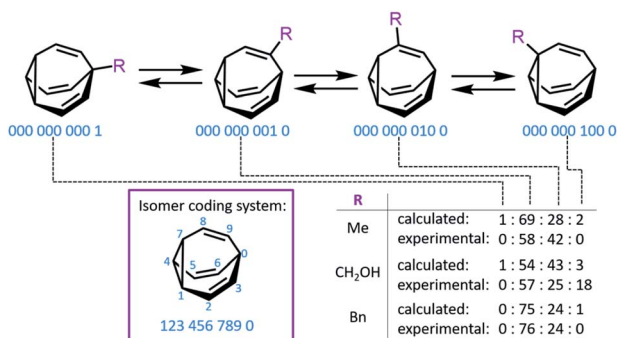 R
R
R
R
000 000 000 1
000 000 001 0
000 000 010 0
000 000 100 0
Isomer coding system:
8
7
9
4
5
6
0
1
3
2
123 456 789 0
R
Me
calculated: 1 : 69 : 28 : 2
experimental: 0 : 58 : 42 : 0
CH₂OH
calculated: 1 : 54 : 43 : 3
experimental: 0 : 57 : 25 : 18
Bn
calculated: 0 : 75 : 24 : 1
experimental: 0 : 76 : 24 : 0